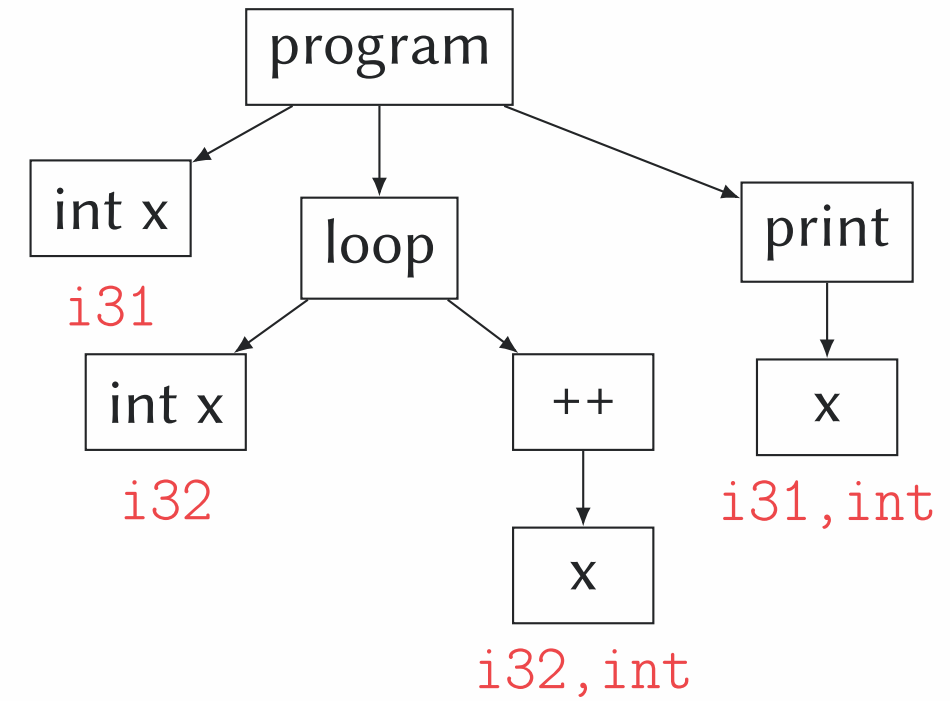 program
int x
i31
loop
print
int x
i32
++
x
i31,int
x
i32,int